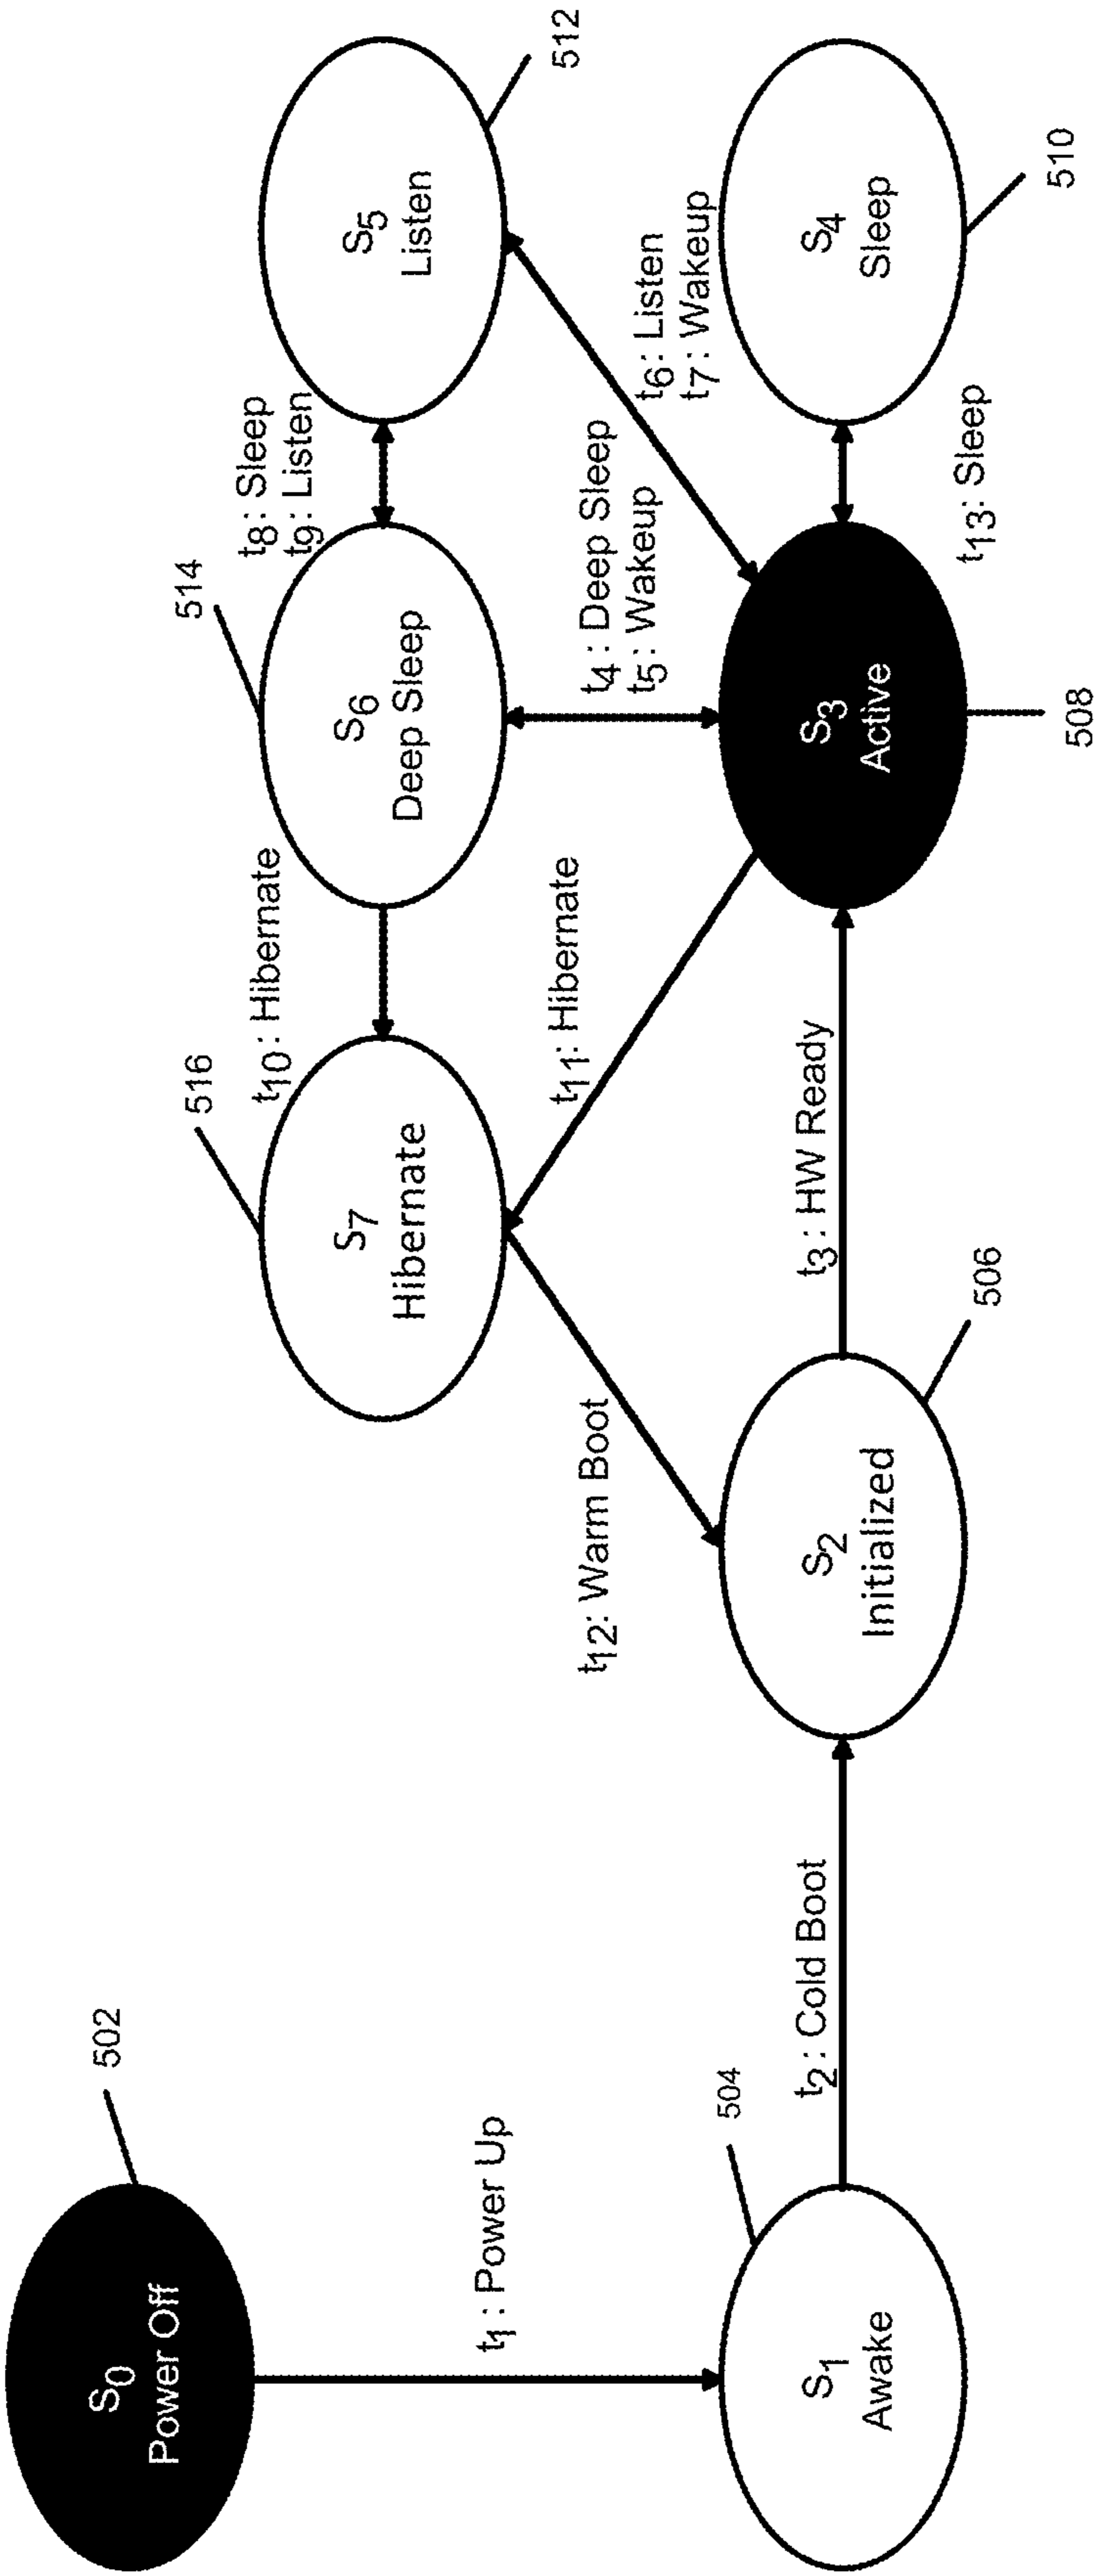 502
S0
Power Off
t1 : Power Up
504
S1
Awake
t2 : Cold Boot
S2
Initialized
506
t12: Warm Boot
516
S7
Hibernate
t10 : Hibernate
t11: Hibernate
t3 : HW Ready
514
S6
Deep Sleep
t8 : Sleep
t9 : Listen
t4 : Deep Sleep
t5 : Wakeup
S3
Active
508
S5
Listen
512
t6: Listen
t7 : Wakeup
t13: Sleep
S4
Sleep
510